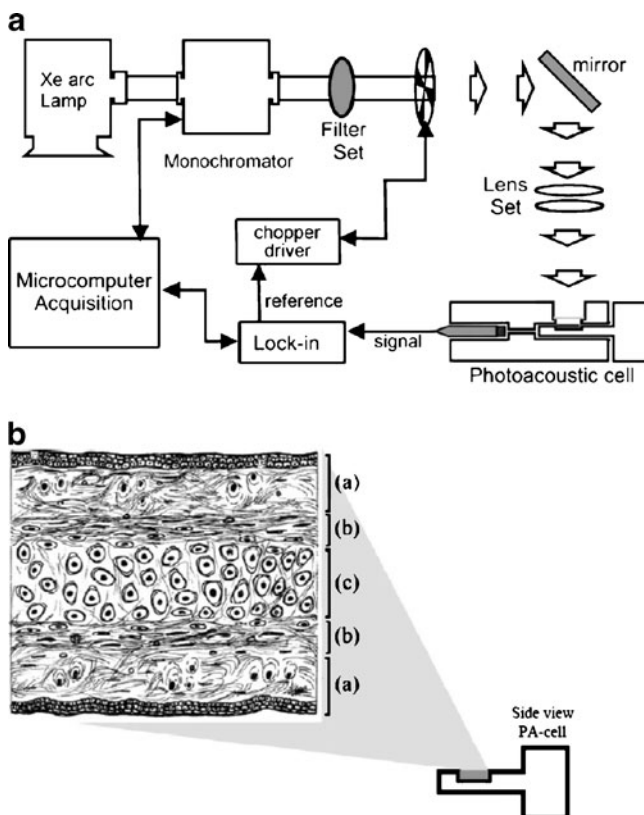 a
Xe arc
Lamp
Monochromator
Filter
Set
mirror
Lens
Set
chopper
driver
Microcomputer
Acquisition
reference
Lock-in
signal
Photoacoustic cell
b
(a)
(b)
(c)
(b)
(a)
Side view
PA-cell